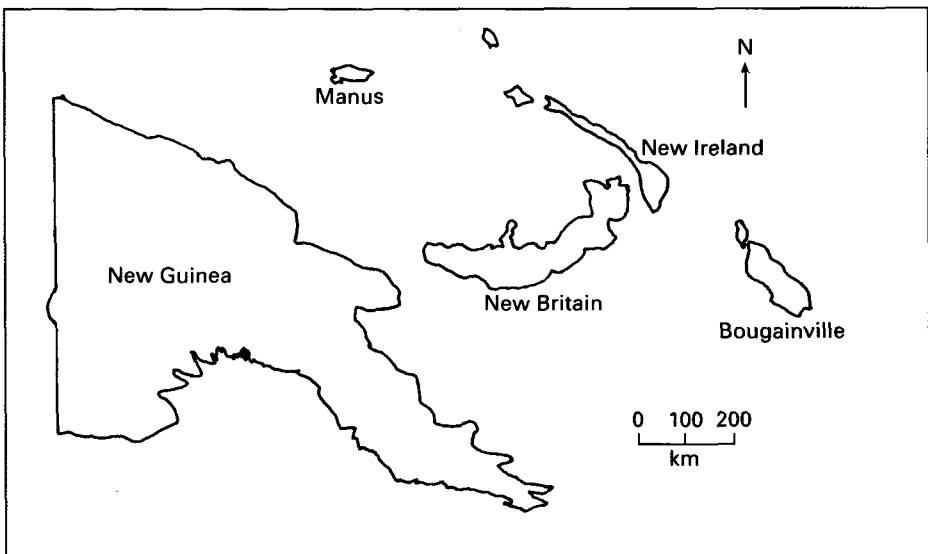 N
Manus
New Ireland
New Guinea
New Britain
Bougainville
0 100 200
km